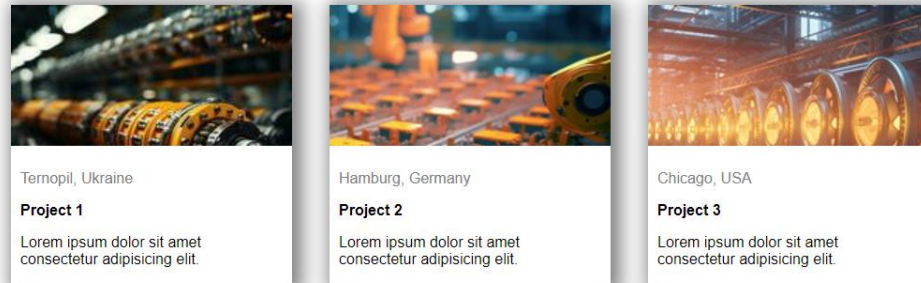 Ternopil, Ukraine
Project 1
Lorem ipsum dolor sit amet
consectetur adipisicing elit.
Hamburg, Germany
Project 2
Lorem ipsum dolor sit amet
consectetur adipisicing elit.
Chicago, USA
Project 3
Lorem ipsum dolor sit amet
consectetur adipisicing elit.